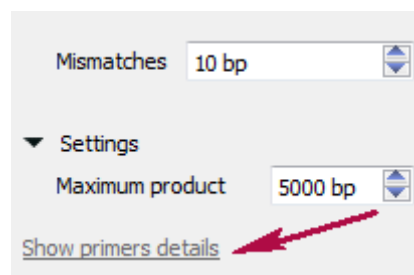 Mismatches 10 bp
Settings
Maximum product 5000 bp
Show primers details